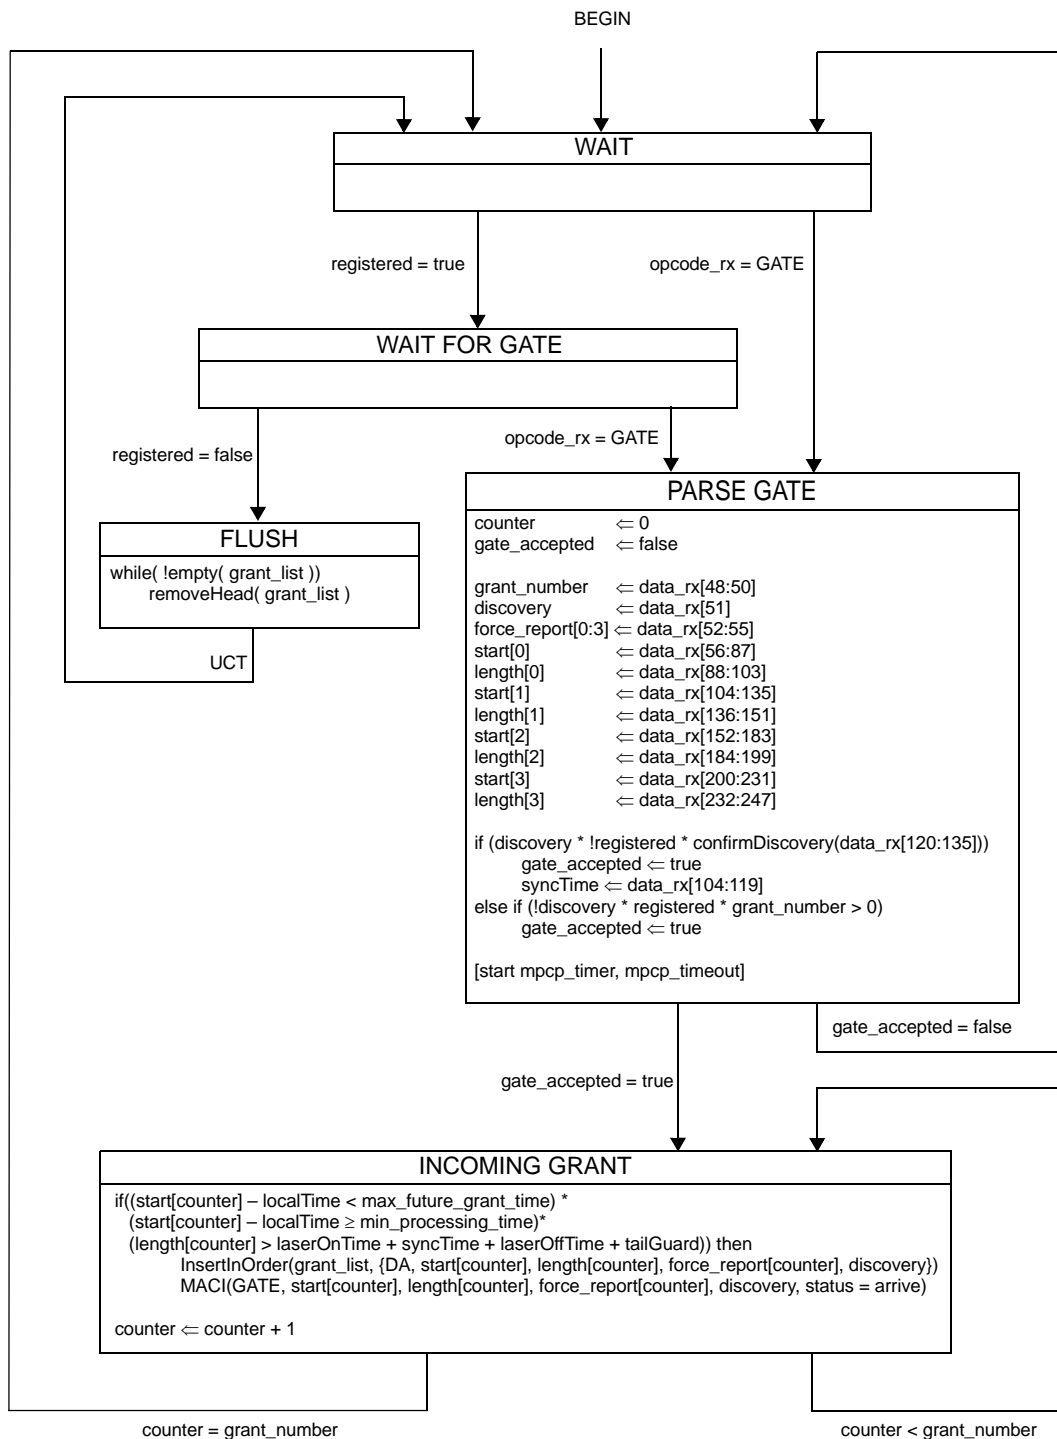 BEGIN
WAIT
registered = true
opcode_rx = GATE
WAIT FOR GATE
registered = false
opcode_rx = GATE
FLUSH
while( !empty( grant_list ))
removeHead( grant_list )
UCT
PARSE GATE
counter ⇐ 0
gate_accepted ⇐ false
grant_number ⇐ data_rx[48:50]
discovery ⇐ data_rx[51]
force_report[0:3] ⇐ data_rx[52:55]
start[0] ⇐ data_rx[56:87]
length[0] ⇐ data_rx[88:103]
start[1] ⇐ data_rx[104:135]
length[1] ⇐ data_rx[136:151]
start[2] ⇐ data_rx[152:183]
length[2] ⇐ data_rx[184:199]
start[3] ⇐ data_rx[200:231]
length[3] ⇐ data_rx[232:247]
if (discovery * !registered * confirmDiscovery(data_rx[120:135]))
gate_accepted ⇐ true
syncTime ⇐ data_rx[104:119]
else if (!discovery * registered * grant_number > 0)
gate_accepted ⇐ true
[start mpcp_timer, mpcp_timeout]
gate_accepted = false
gate_accepted = true
INCOMING GRANT
if((start[counter] – localTime < max_future_grant_time) *
(start[counter] – localTime ≥ min_processing_time)*
(length[counter] > laserOnTime + syncTime + laserOffTime + tailGuard)) then
InsertInOrder(grant_list, {DA, start[counter], length[counter], force_report[counter], discovery})
MACI(GATE, start[counter], length[counter], force_report[counter], discovery, status = arrive)
counter ⇐ counter + 1
counter = grant_number
counter < grant_number